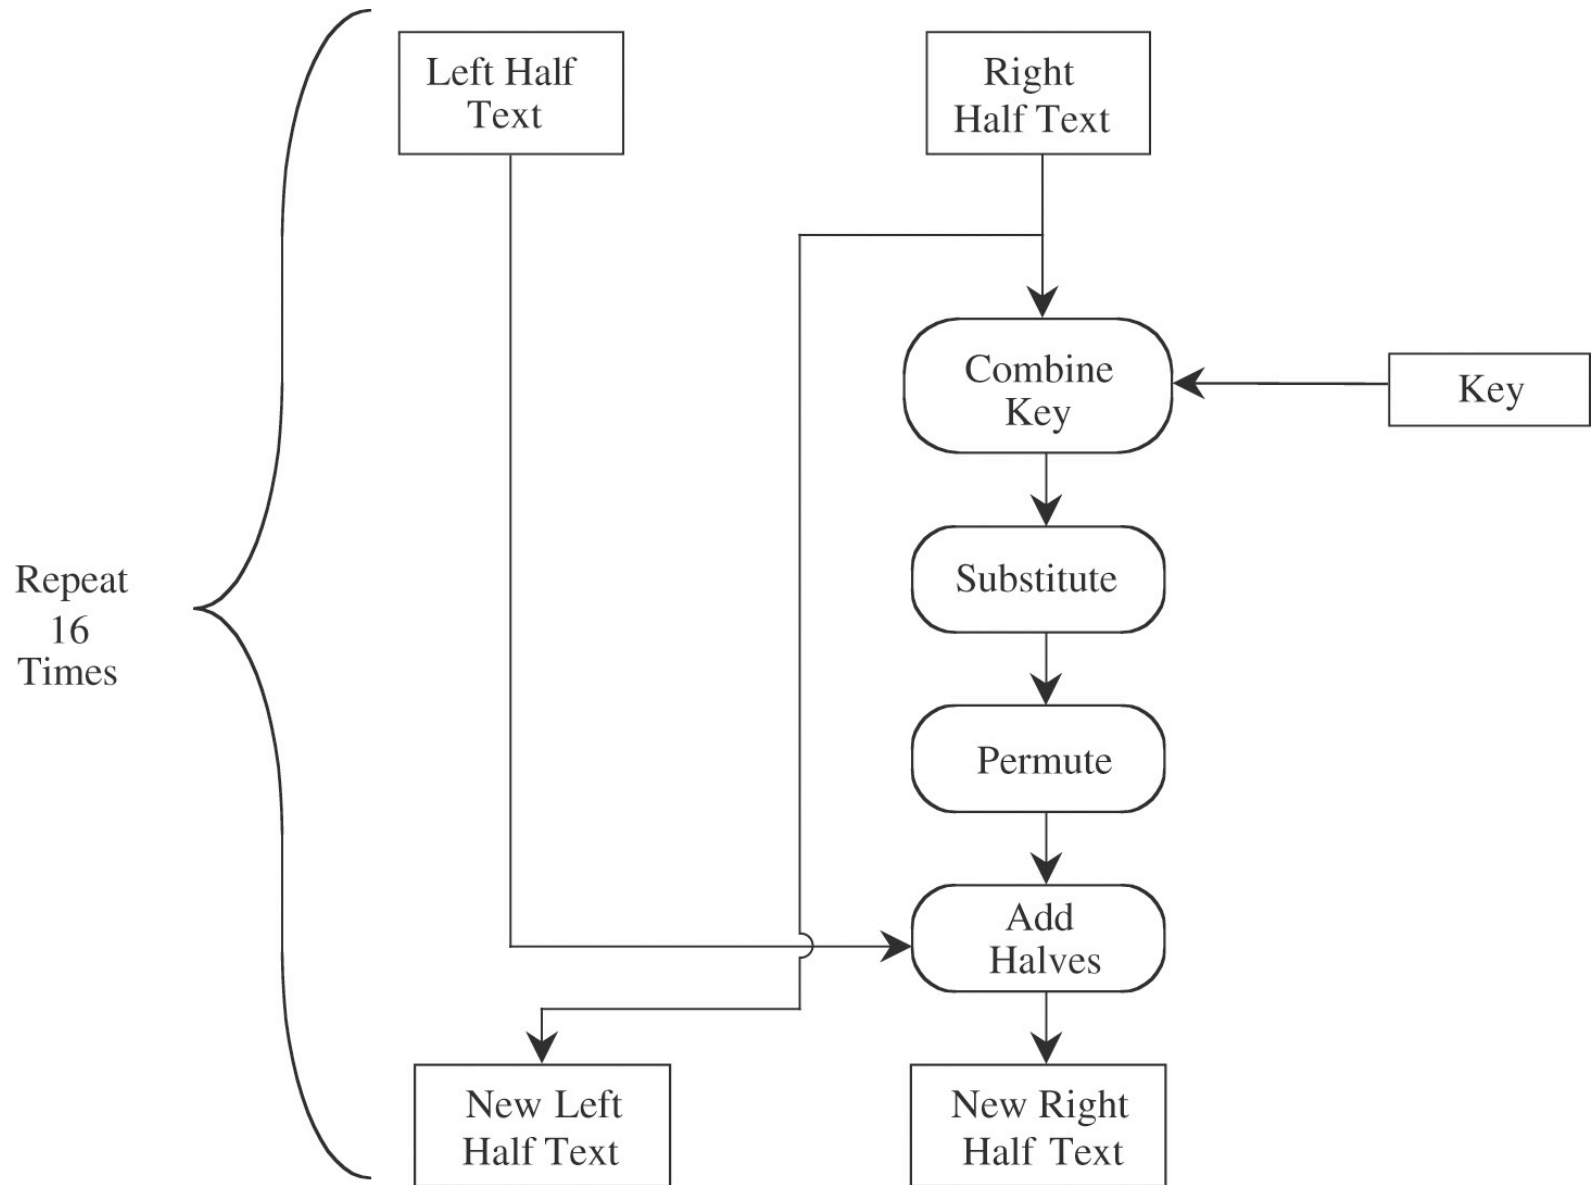 Left Half
Text
Right
Half Text
Combine
Key
Key
Substitute
Repeat
16
Times
Permute
Add
Halves
New Left
Half Text
New Right
Half Text